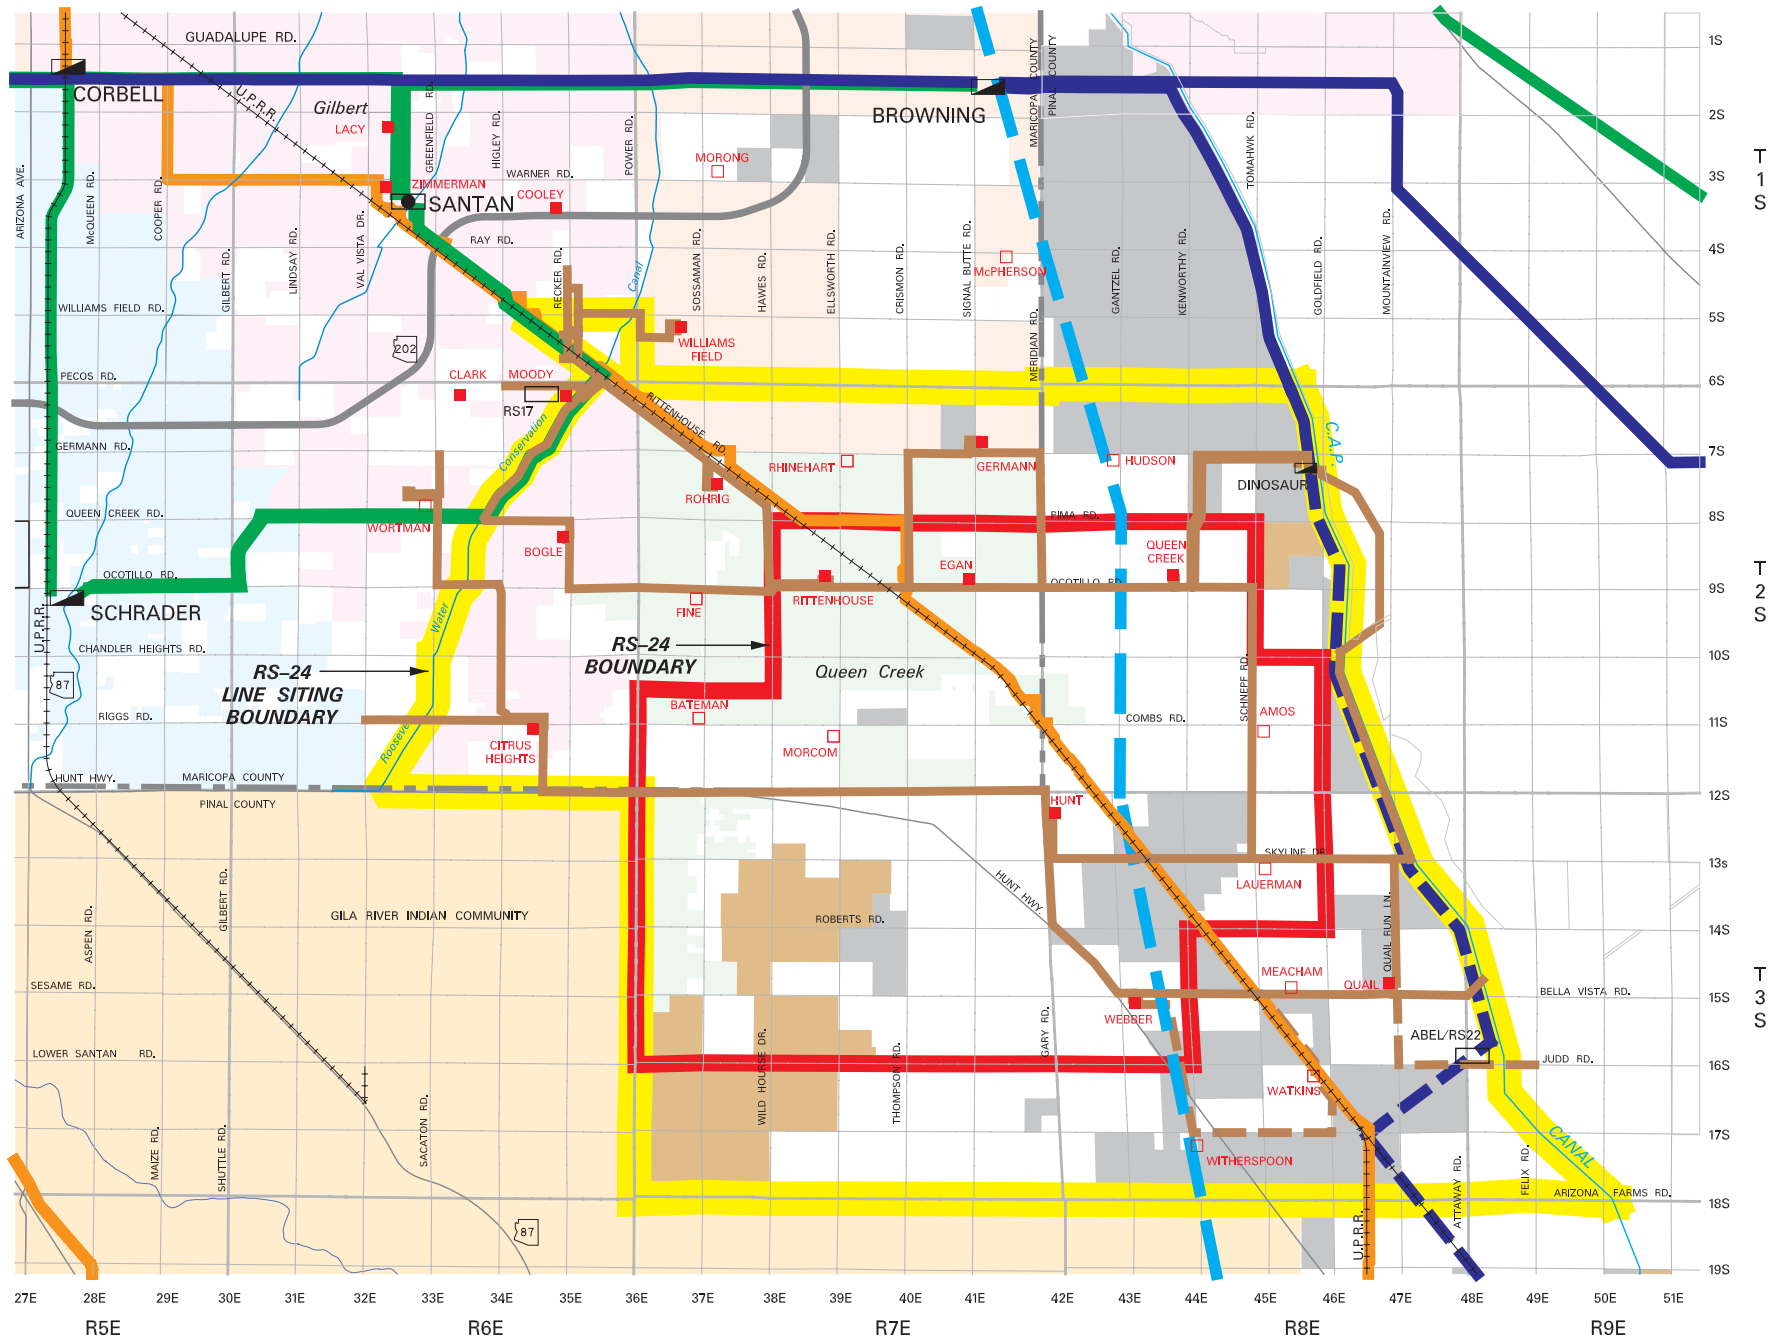 GUADALUPE RD.
1S
CORBELL
U.P.R.R.
Gilbert
LACY
GREENFIELD RD.
HIGLEY RD.
POWER RD.
BROWNING
MARICOPA COUNTY
PINAL COUNTY
2S
TOMAHWK RD.
MORONG
ARIZONA AVE.
McQUEEN RD.
COOPER RD.
ZIMMERMAN
WARNER RD.
COOLEY
SANTAN
3S
T
1
S
VAL VISTA DR.
RAY RD.
GILBERT RD.
LINDSAY RD.
RECKER RD.
Canal
SOSSAMAN RD.
HAWES RD.
ELLSWORTH RD.
CRISMON RD.
SIGNAL BUTTE RD.
McPHERSON
GANTZEL RD.
KENWORTHY RD.
GOLDFIELD RD.
MOUNTAINVIEW RD.
4S
WILLIAMS FIELD RD.
5S
202
WILLIAMS
FIELD
MERIDIAN RD.
PECOS RD.
CLARK
MOODY
RS17
6S
RITTENHOUSE RD.
Conservation
C.A.P.
GERMANN RD.
7S
RHINEHART
GERMANN
HUDSON
ROHRIG
DINOSAUR
QUEEN CREEK RD.
WORTMAN
PIMA RD.
8S
BOGLE
QUEEN
CREEK
EGAN
OCOTILLO RD.
OCOTILLO RD.
9S
T
2
S
RITTENHOUSE
FINE
SCHRADER
U.P.R.R.
Water
CHANDLER HEIGHTS RD.
RS–24
BOUNDARY
Queen Creek
10S
RS–24
LINE SITING
BOUNDARY
87
SCHNEPF RD.
BATEMAN
AMOS
RIGGS RD.
COMBS RD.
11S
CITRUS
HEIGHTS
MORCOM
HUNT HWY.
MARICOPA COUNTY
PINAL COUNTY
HUNT
12S
SKYLINE DR.
13S
LAUERMAN
HUNT HWY.
ASPEN RD.
GILBERT RD.
GILA RIVER INDIAN COMMUNITY
ROBERTS RD.
QUAIL RUN LN.
14S
MEACHAM
QUAIL
SESAME RD.
BELLA VISTA RD.
15S
T
3
S
WEBBER
WILD HOURSE DR.
THOMPSON RD.
GARY RD.
ABEL/RS22
LOWER SANTAN RD.
JUDD RD.
16S
WATKINS
MAIZE RD.
SHUTTLE RD.
SACATON RD.
CANAL
17S
WITHERSPOON
ATTAWAY RD.
FELIX RD.
ARIZONA FARMS RD.
18S
87
U.P.R.R.
19S
27E 28E 29E 30E 31E 32E 33E 34E 35E 36E 37E 38E 39E 40E 41E 42E 43E 44E 45E 46E 47E 48E 49E 50E 51E
R5E R6E R7E R8E R9E